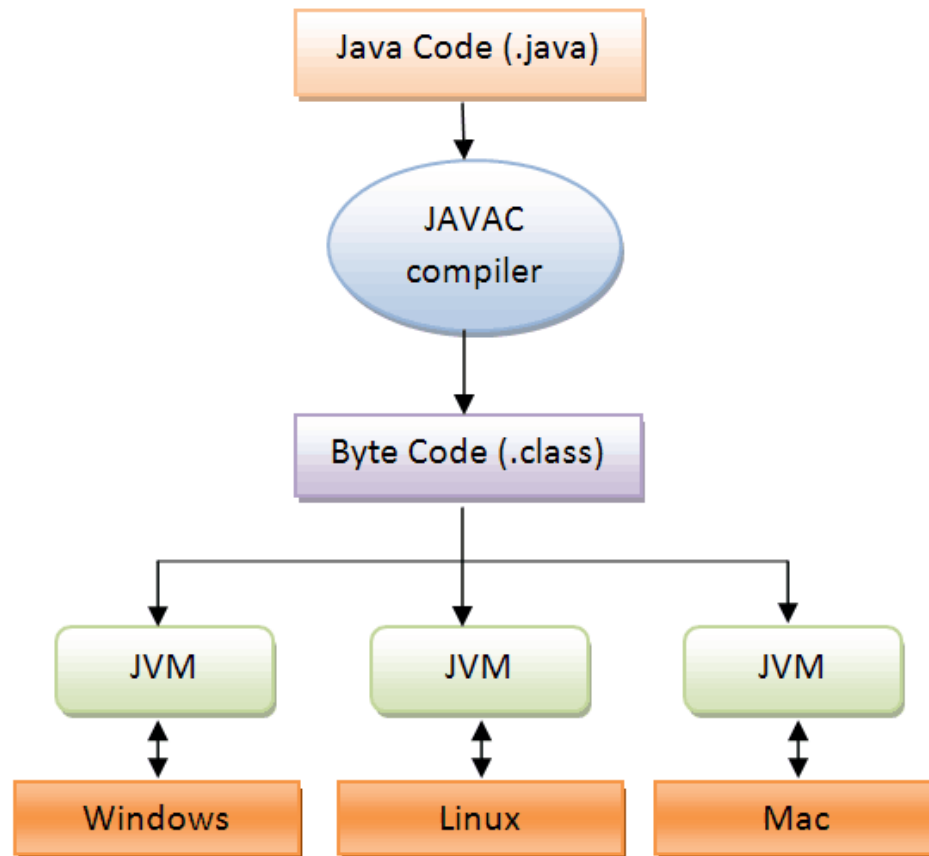 Java Code (.java)
JAVAC
compiler
Byte Code (.class)
JVM
JVM
JVM
Windows
Linux
Mac